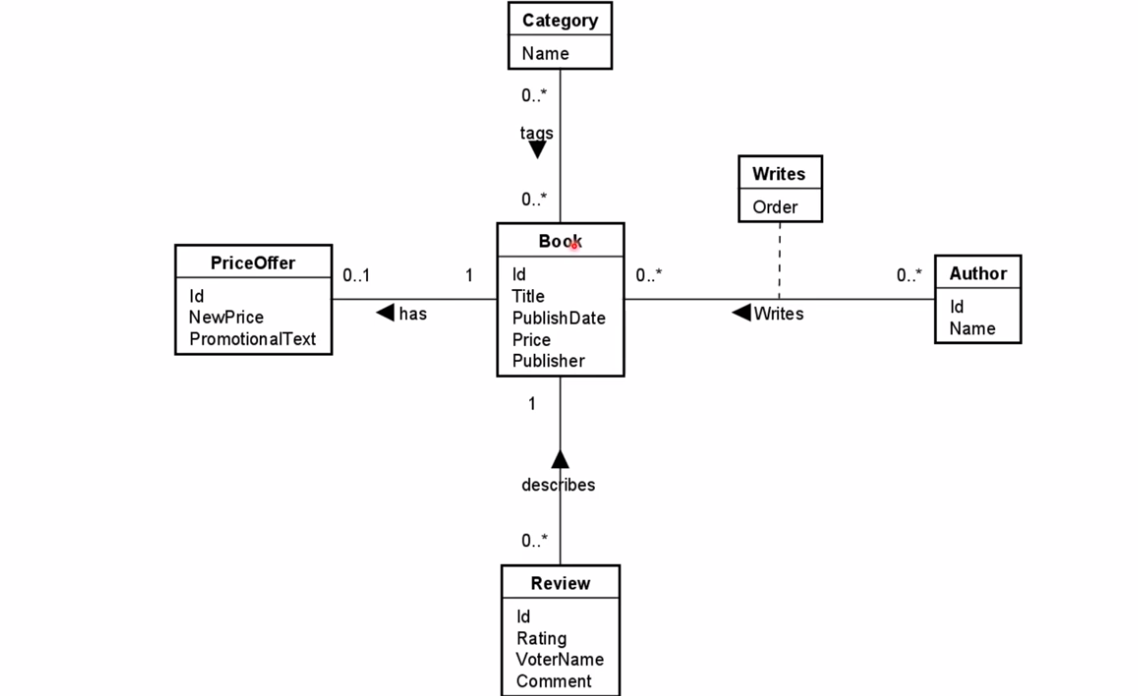 Category
Name
0..*
tags
0..*
Writes
Order
PriceOffer
Id
NewPrice
PromotionalText
0..1
1
has
Book
Id
Title
PublishDate
Price
Publisher
0..*
0..*
Writes
Author
Id
Name
1
describes
0..*
Review
Id
Rating
VoterName
Comment